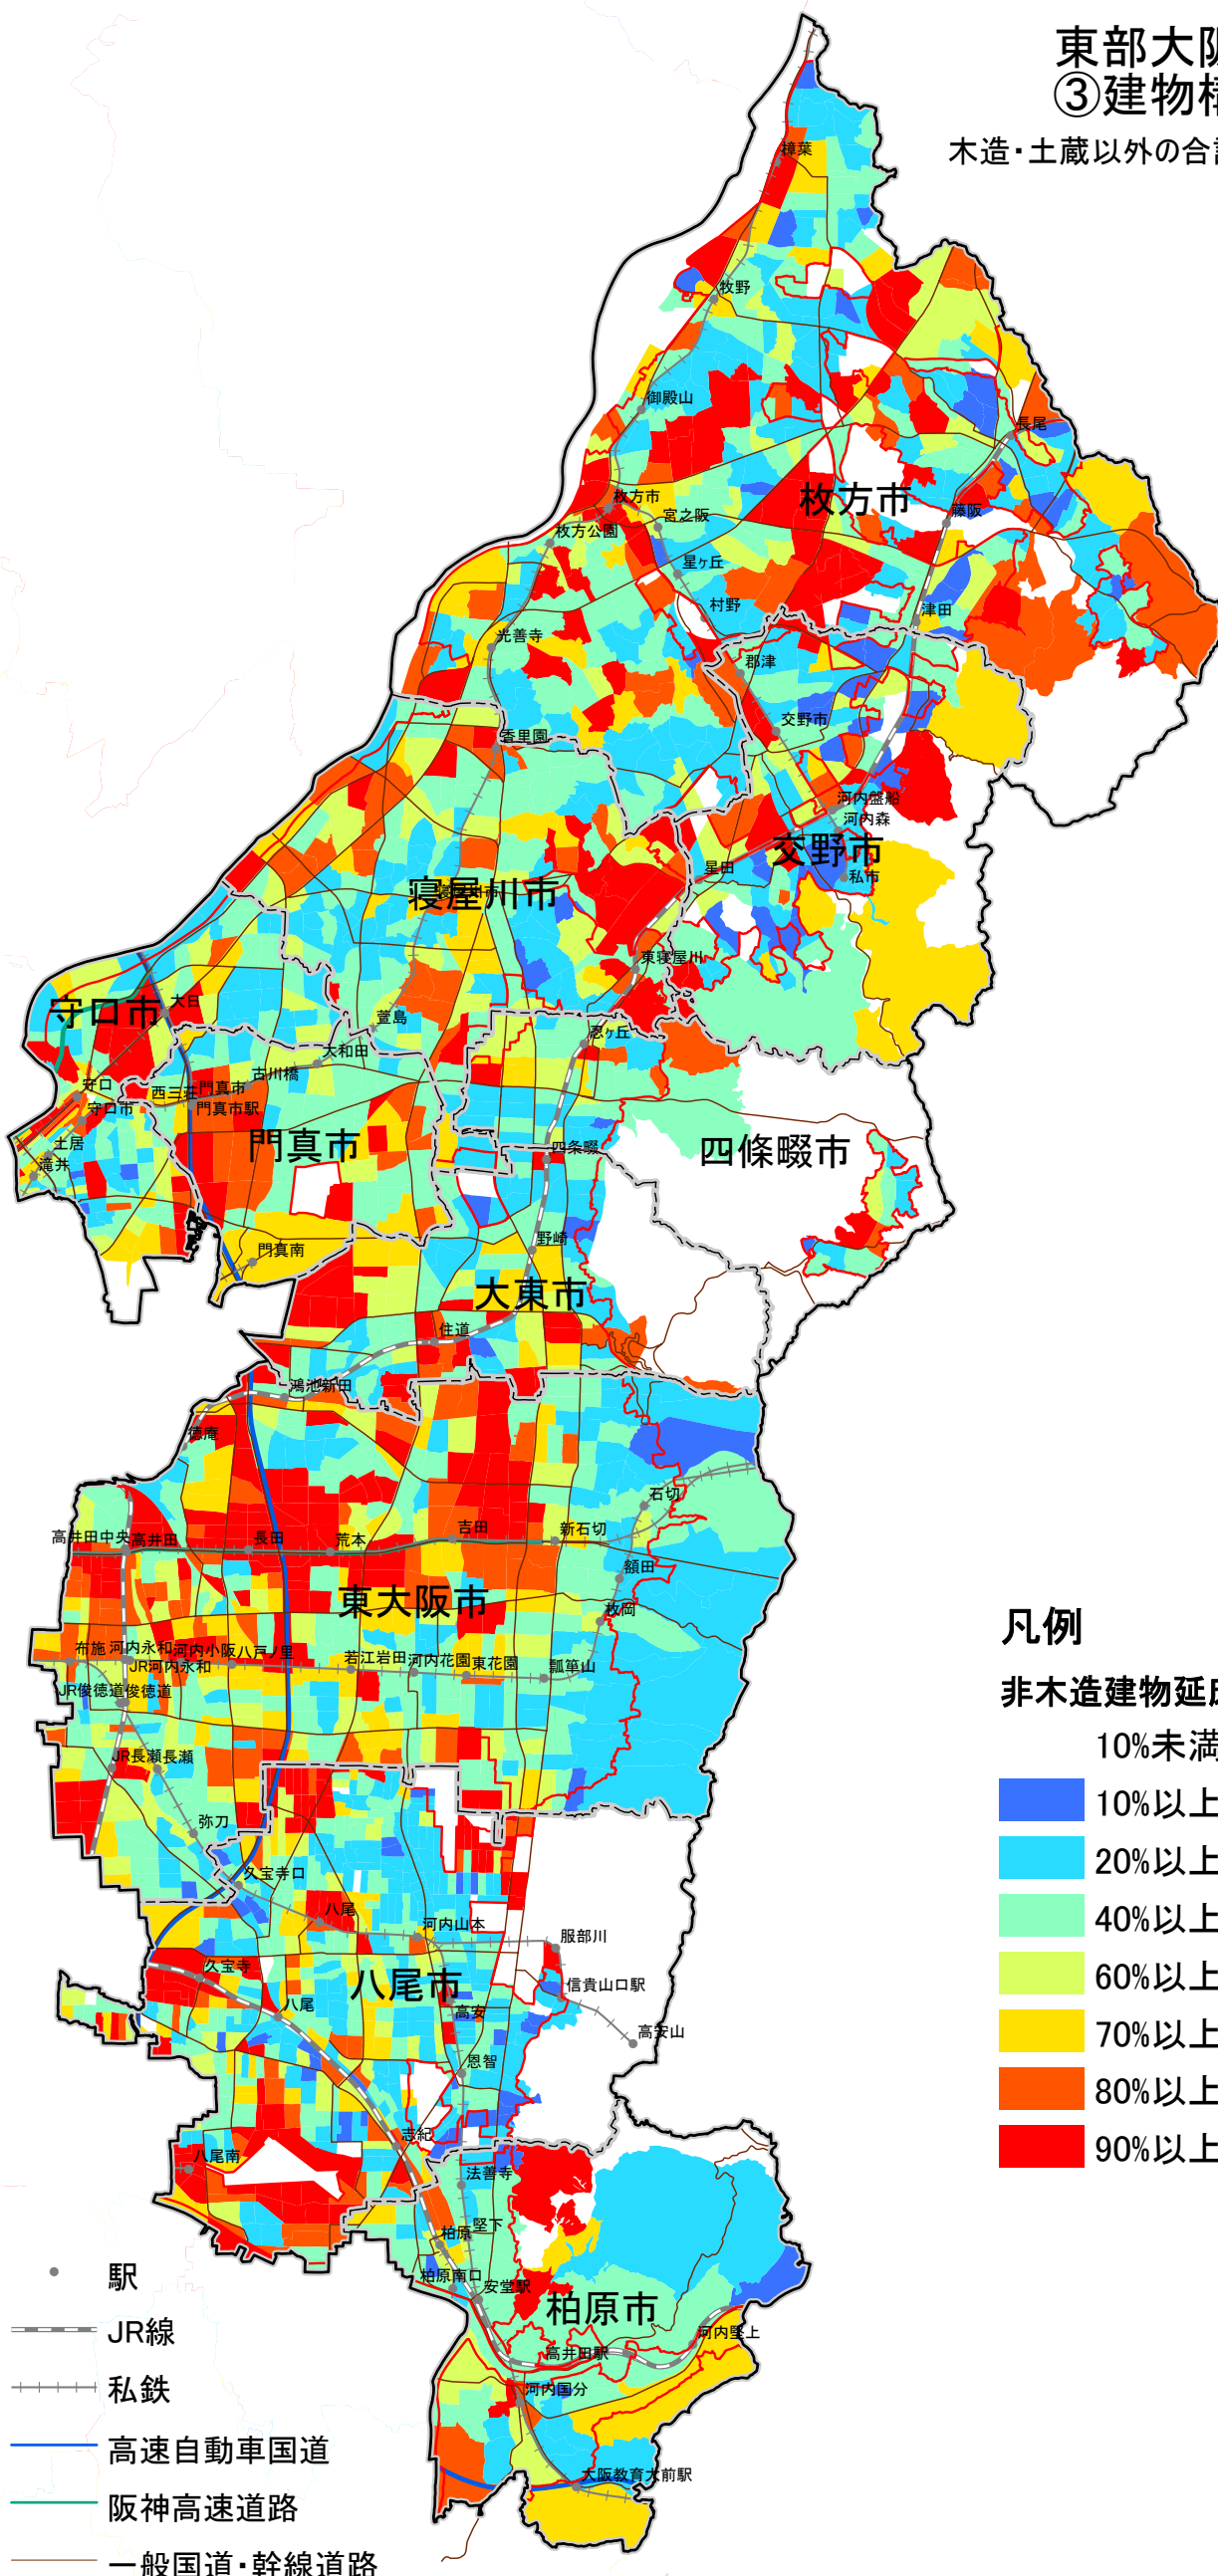 東部大阪
③建物構
木造・土蔵以外の合計
樟葉
牧野
御殿山
長尾
枚方市
枚方市
藤阪
宮之阪
枚方公園
星ヶ丘
村野
津田
光善寺
郡津
交野市
香里園
河内磐船
河内森
交野市
星田
私市
寝屋川市
寝屋川市
東寝屋川
守口市
大日
萱島
忍ヶ丘
大和田
古川橋
守口
西三荘
門真市
守口市
門真市駅
土居
門真市
四条畷
四條畷市
滝井
野崎
門真南
大東市
住道
鴻池新田
徳庵
石切
高井田中央
高井田
長田
荒本
吉田
新石切
額田
東大阪市
枚岡
布施
河内永和
河内小阪
八戸ノ里
JR河内永和
若江岩田
河内花園
東花園
瓢箪山
JR俊徳道
俊徳道
JR長瀬
長瀬
弥刀
久宝寺口
八尾
河内山本
服部川
久宝寺
八尾市
信貴山口駅
八尾
高安
高安山
恩智
志紀
八尾南
法善寺
柏原
堅下
柏原南口
安堂駅
柏原市
河内堅上
高井田駅
河内国分
大阪教育大前駅
凡例
非木造建物延床
10%未満
10%以上
20%以上
40%以上
60%以上
70%以上
80%以上
90%以上
駅
JR線
私鉄
高速自動車国道
阪神高速道路
一般国道・幹線道路